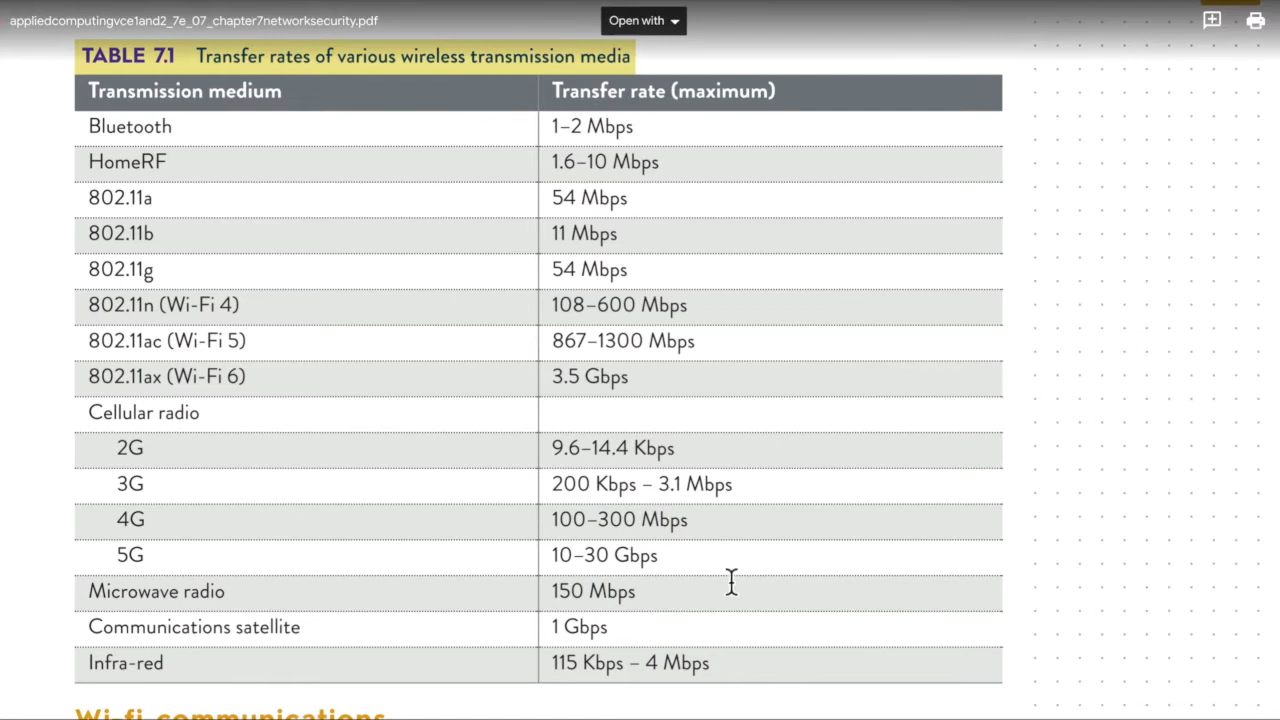 appliedcomputingvce1and2_7e_07_chapter7networksecurity.pdf
Open with
TABLE 7.1 Transfer rates of various wireless transmission media
Transmission medium Transfer rate (maximum)
Bluetooth 1–2 Mbps
HomeRF 1.6–10 Mbps
802.11a 54 Mbps
802.11b 11 Mbps
802.11g 54 Mbps
802.11n (Wi-Fi 4) 108–600 Mbps
802.11ac (Wi-Fi 5) 867–1300 Mbps
802.11ax (Wi-Fi 6) 3.5 Gbps
Cellular radio
2G 9.6–14.4 Kbps
3G 200 Kbps – 3.1 Mbps
4G 100–300 Mbps
5G 10–30 Gbps
Microwave radio 150 Mbps
Communications satellite 1 Gbps
Infra-red 115 Kbps – 4 Mbps
Wi-fi communications